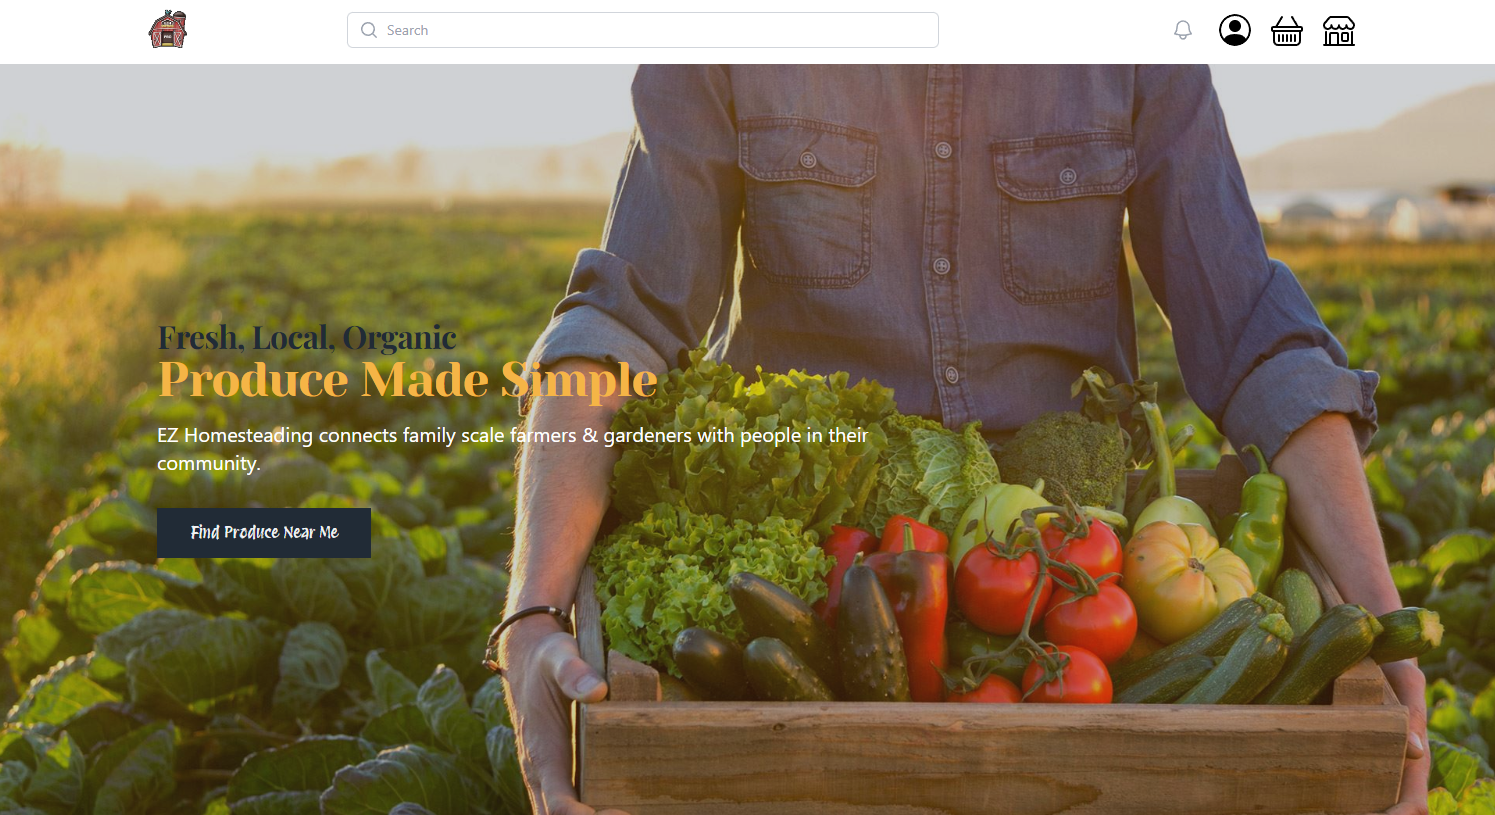 Search
Fresh, Local, Organic
Produce Made Simple
EZ Homesteading connects family scale farmers & gardeners with people in their
community.
Find Produce Near Me